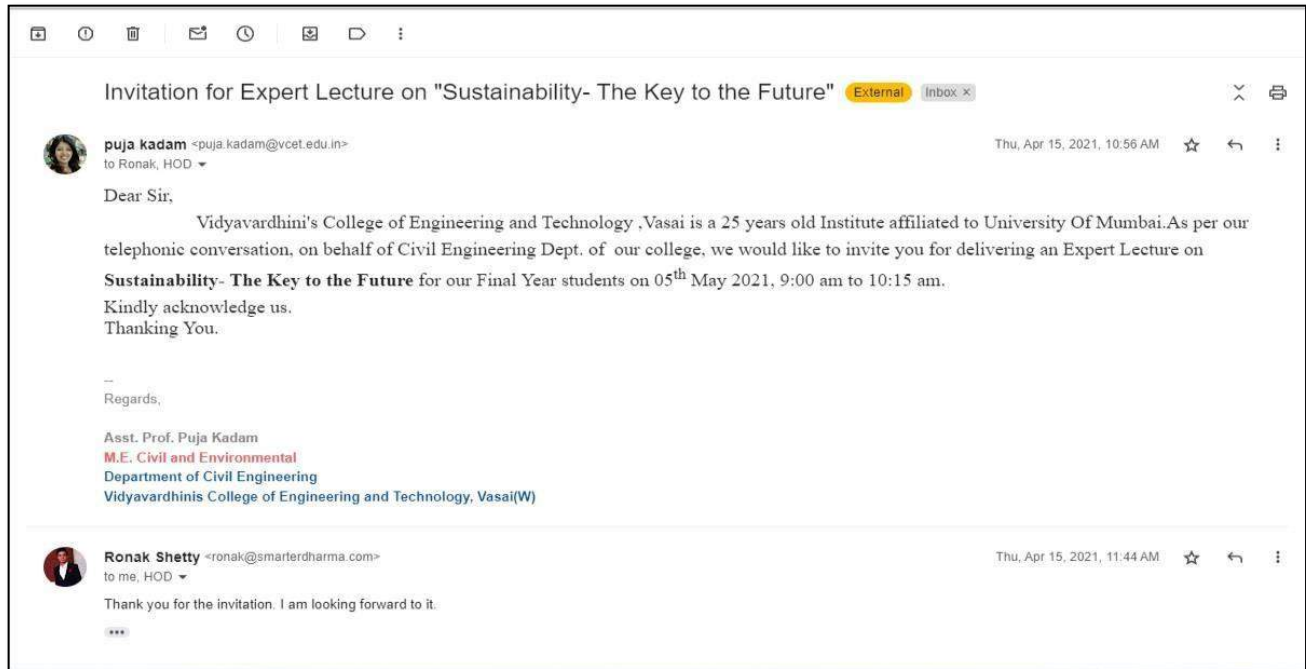 Invitation for Expert Lecture on "Sustainability- The Key to the Future" External Inbox ×
puja kadam <puja.kadam@vcet.edu.in> Thu, Apr 15, 2021, 10:56 AM
to Ronak, HOD
Dear Sir,
Vidyavardhini's College of Engineering and Technology ,Vasai is a 25 years old Institute affiliated to University Of Mumbai.As per our
telephonic conversation, on behalf of Civil Engineering Dept. of our college, we would like to invite you for delivering an Expert Lecture on
Sustainability- The Key to the Future for our Final Year students on 05th May 2021, 9:00 am to 10:15 am.
Kindly acknowledge us.
Thanking You.
--
Regards,
Asst. Prof. Puja Kadam
M.E. Civil and Environmental
Department of Civil Engineering
Vidyavardhinis College of Engineering and Technology, Vasai(W)
Ronak Shetty <ronak@smarterdharma.com> Thu, Apr 15, 2021, 11:44 AM
to me, HOD
Thank you for the invitation. I am looking forward to it.